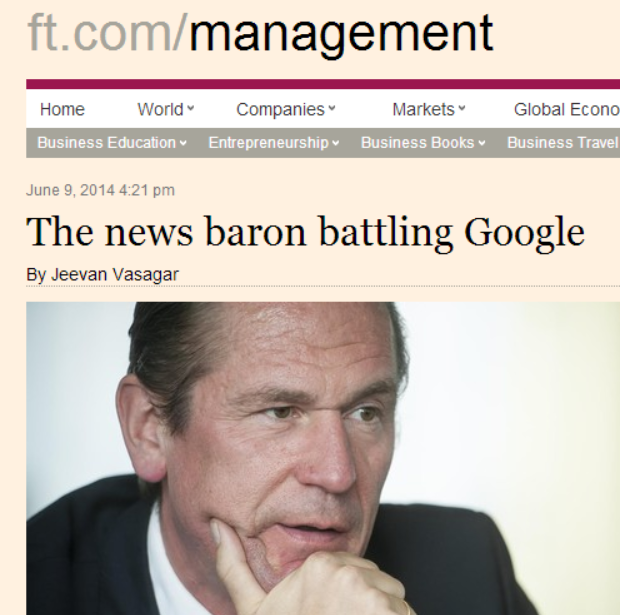 ft.com/management
Home World Companies Markets Global Econo
Business Education Entrepreneurship Business Books Business Travel
June 9, 2014 4:21 pm
The news baron battling Google
By Jeevan Vasagar